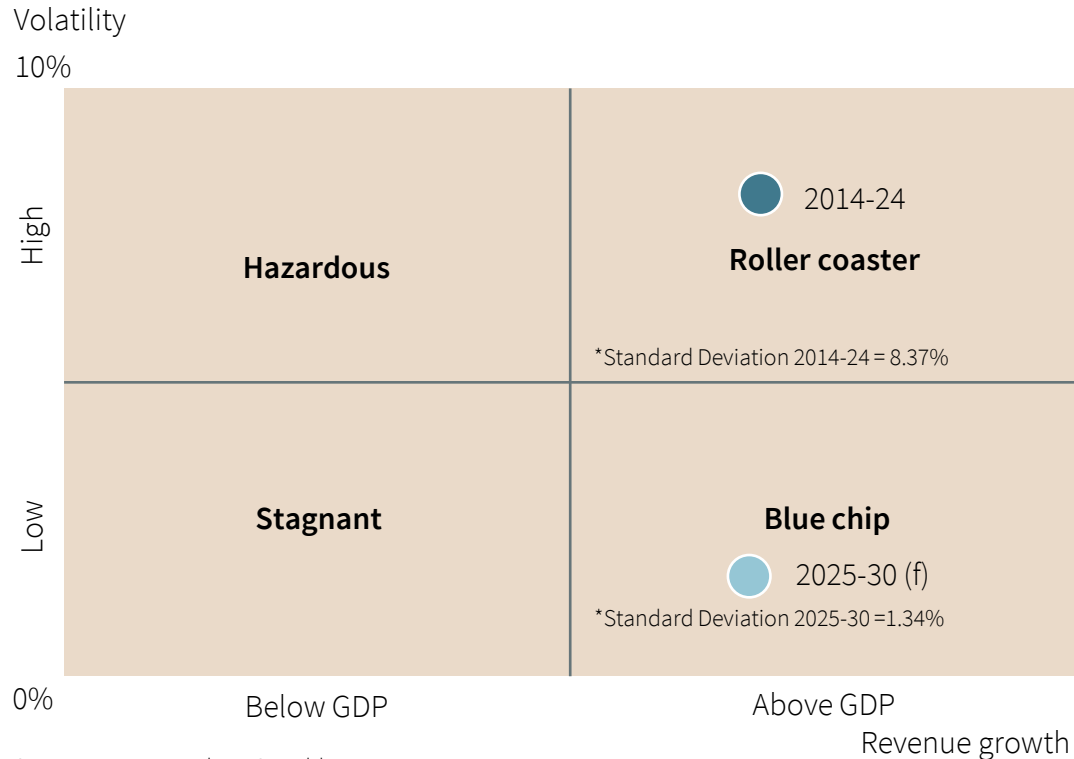 Volatility
10%
High
2014-24
Hazardous
Roller coaster
*Standard Deviation 2014-24 = 8.37%
Low
Stagnant
Blue chip
2025-30 (f)
*Standard Deviation 2025-30 =1.34%
0%
Below GDP
Above GDP
Revenue growth